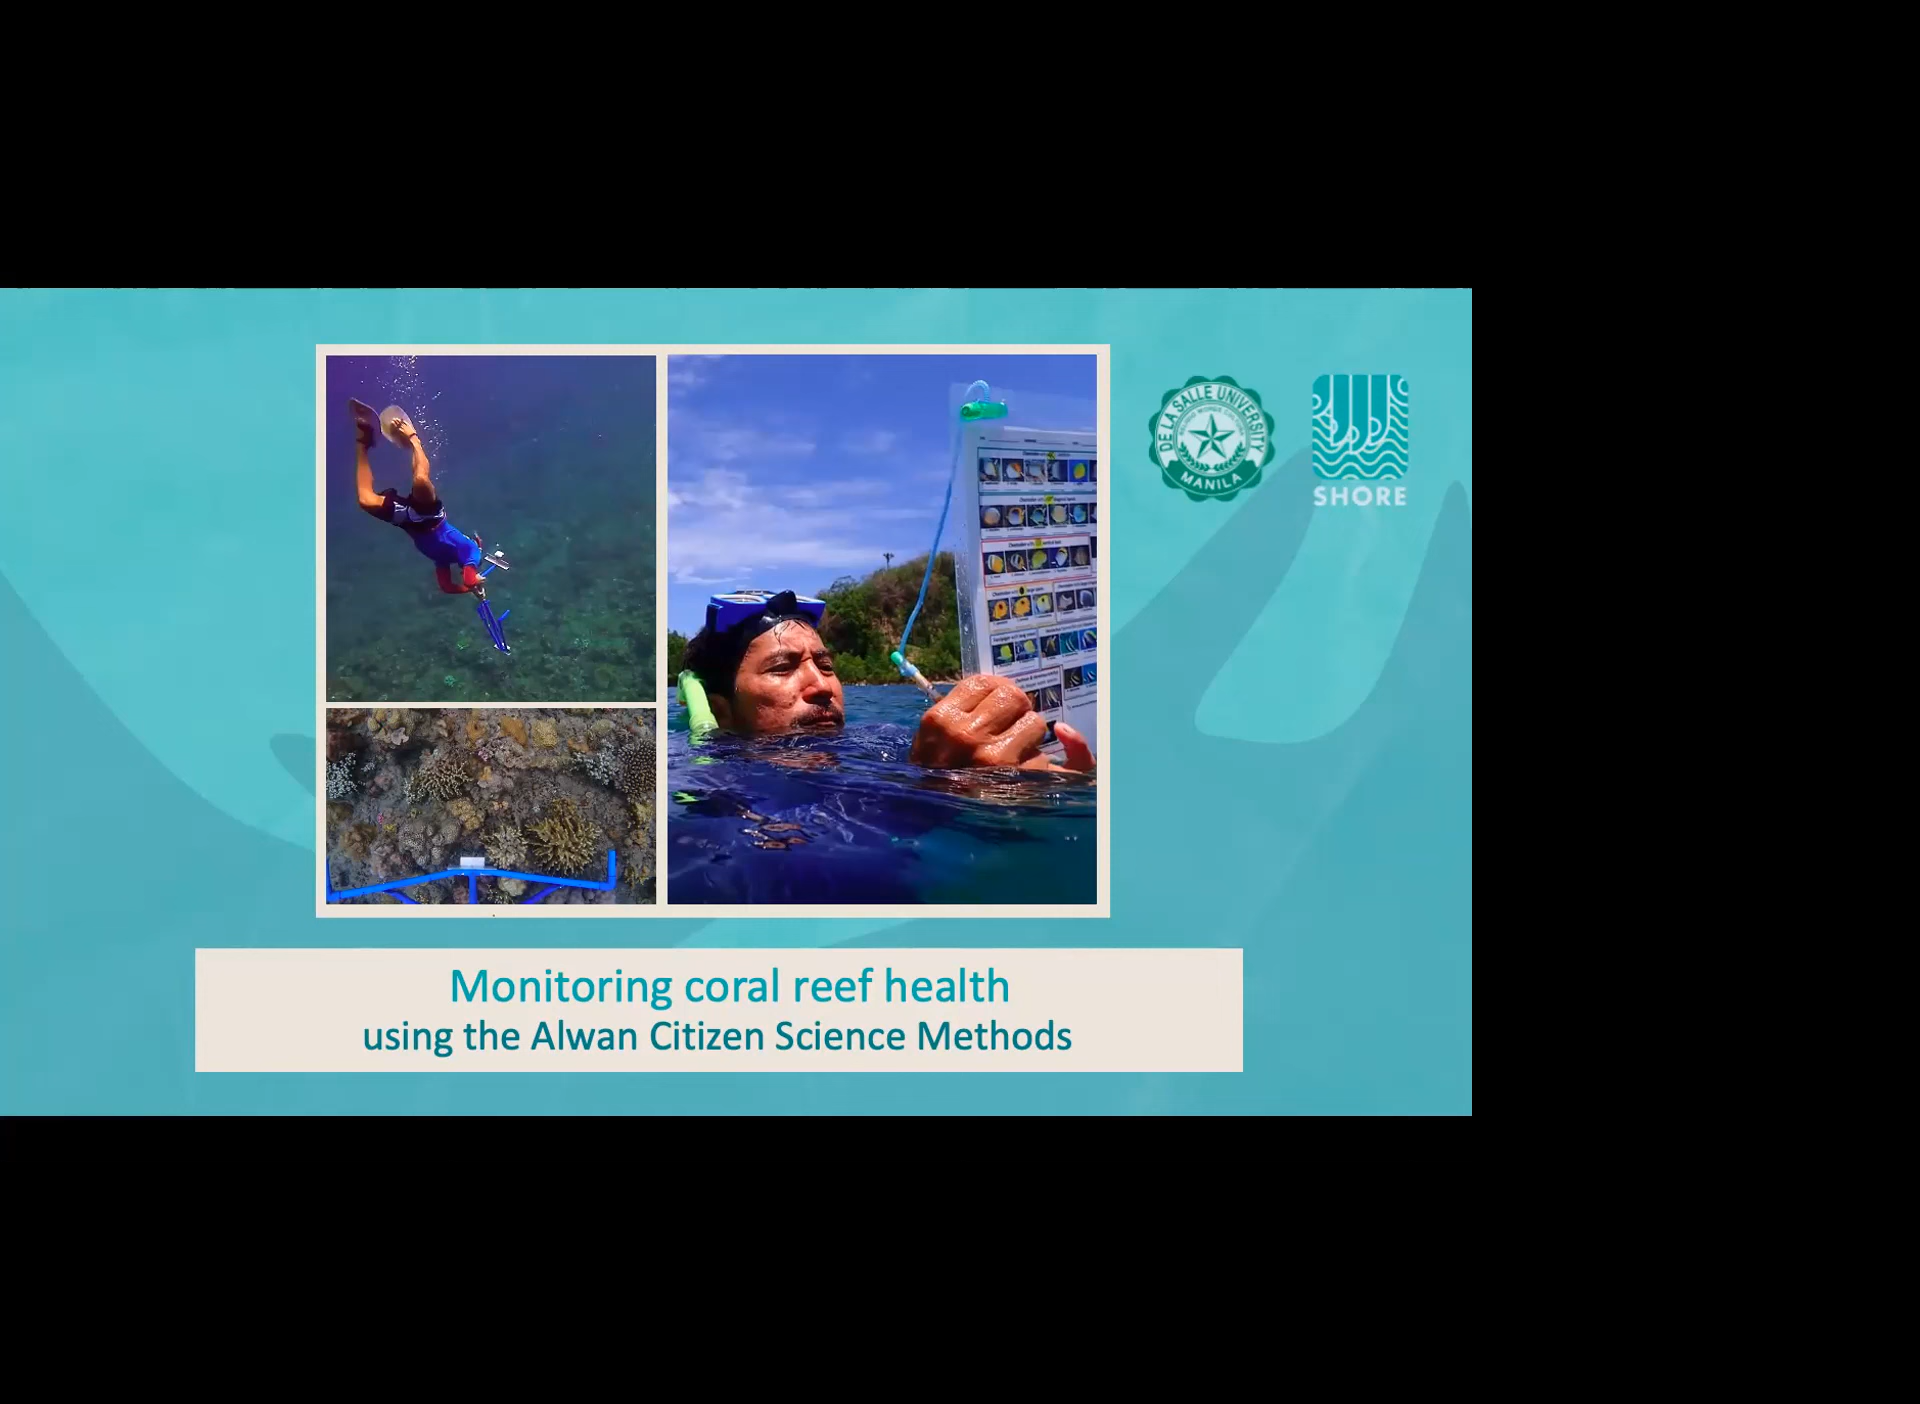 DE LA SALLE UNIVERSITY
MANILA
SHORE
Monitoring coral reef health
using the Alwan Citizen Science Methods